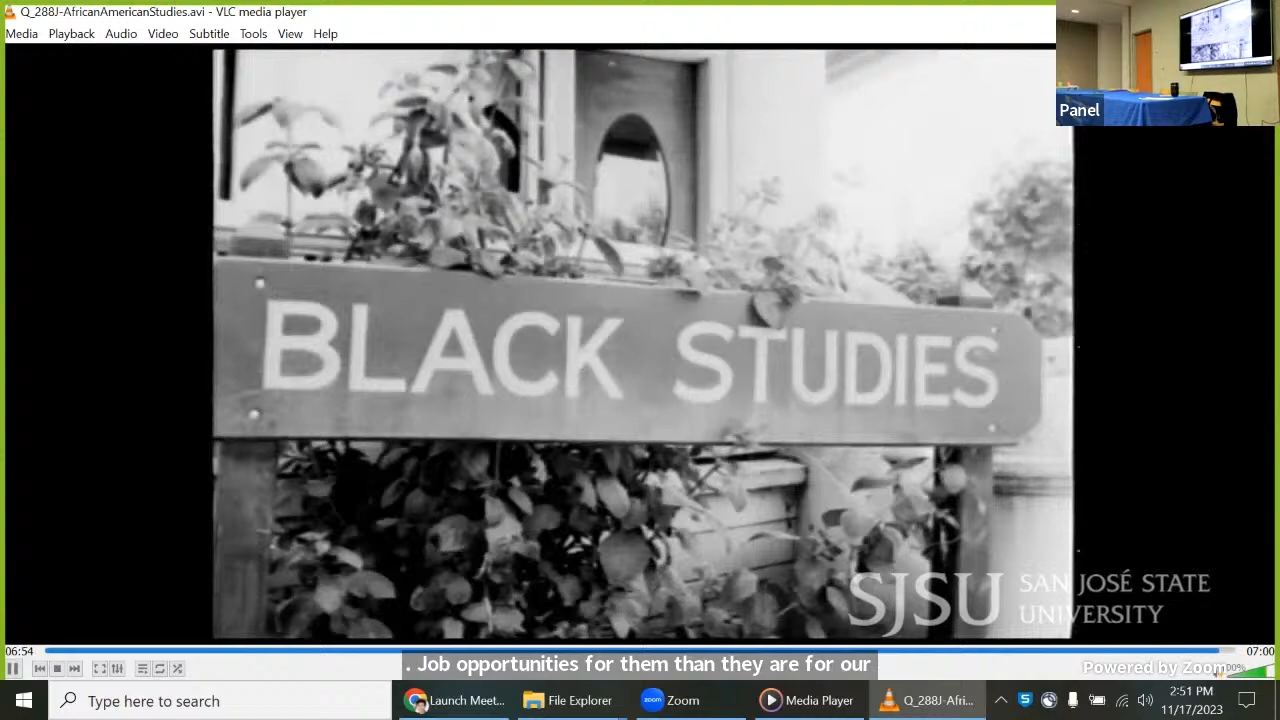 Q_288J-AfricanAmericanStudies.avi - VLC media player
Media Playback Audio Video Subtitle Tools View Help
Panel
BLACK STUDIES
SJSU SAN JOSÉ STATE
UNIVERSITY
06:54
07:00
. Job opportunities for them than they are for our
Powered by Zoom
Type here to search
Launch Meet...
File Explorer
Zoom
Media Player
Q_288J-Afri...
2:51 PM
11/17/2023